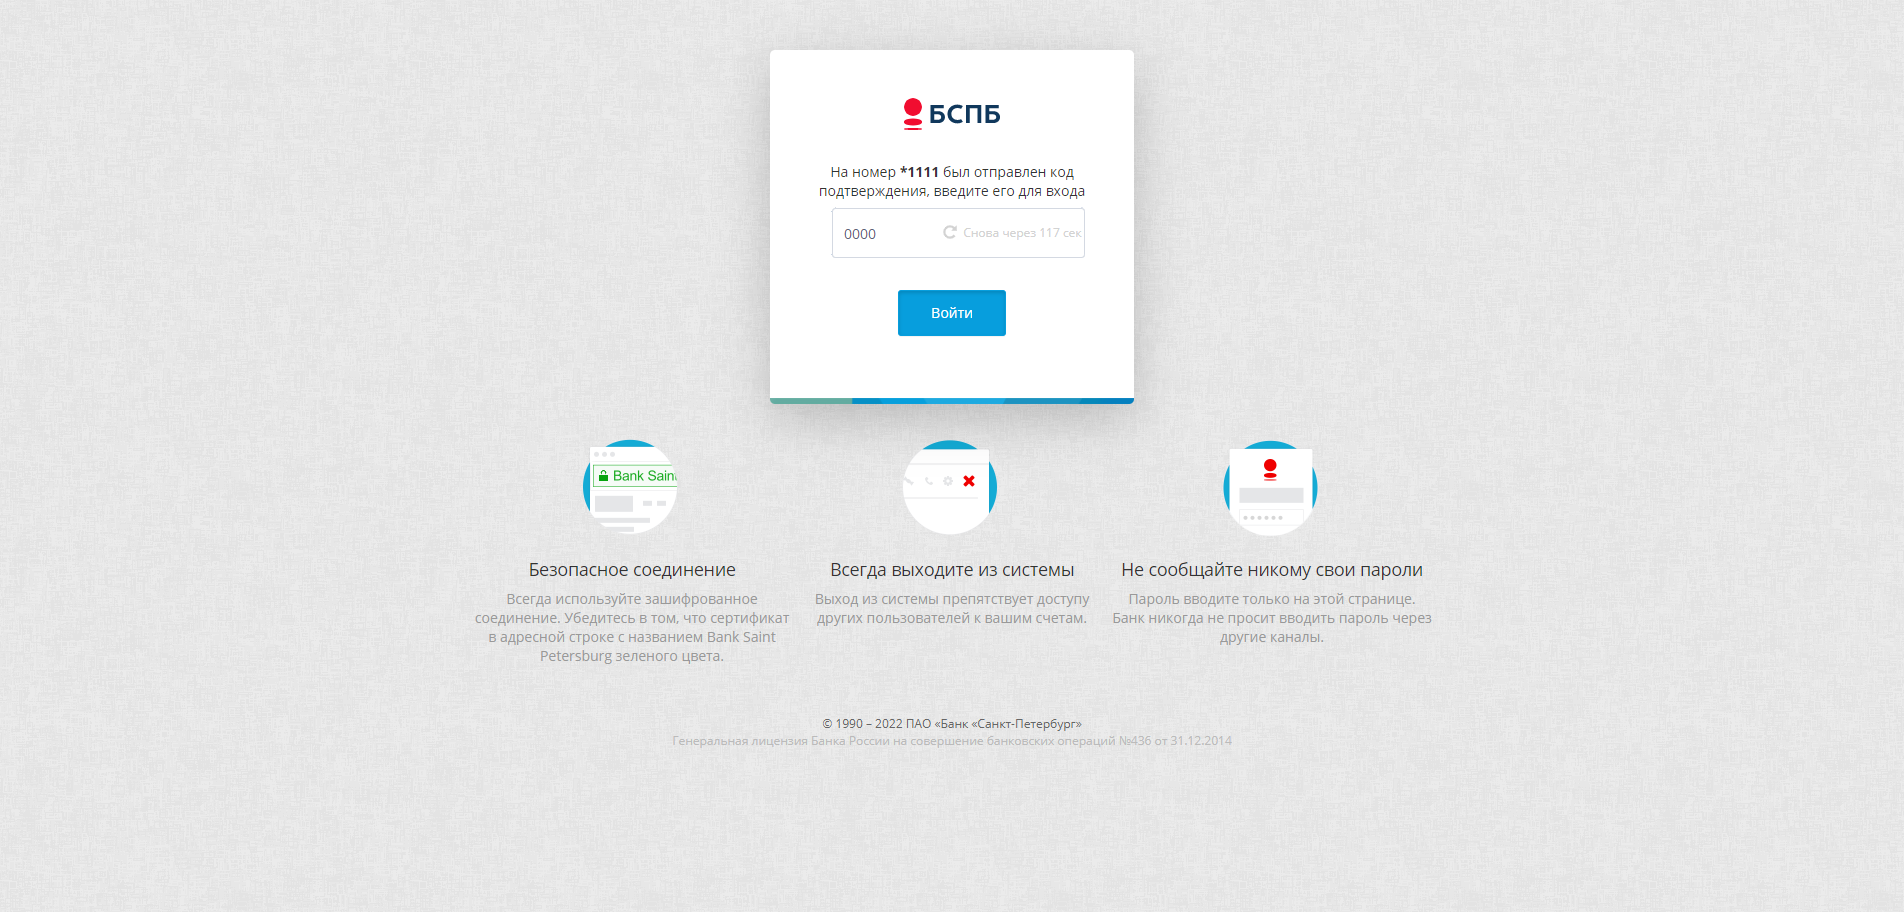 БСПБ
На номер *1111 был отправлен код
подтверждения, введите его для входа
0000
Снова через 117 сек
Войти
Bank Sain
Безопасное соединение
Всегда используйте зашифрованное
соединение. Убедитесь в том, что сертификат
в адресной строке с названием Bank Saint
Petersburg зеленого цвета.
Всегда выходите из системы
Выход из системы препятствует доступу
других пользователей к вашим счетам.
Не сообщайте никому свои пароли
Пароль вводите только на этой странице.
Банк никогда не просит вводить пароль через
другие каналы.
© 1990 – 2022 ПАО «Банк «Санкт-Петербург»
Генеральная лицензия Банка России на совершение банковских операций №436 от 31.12.2014